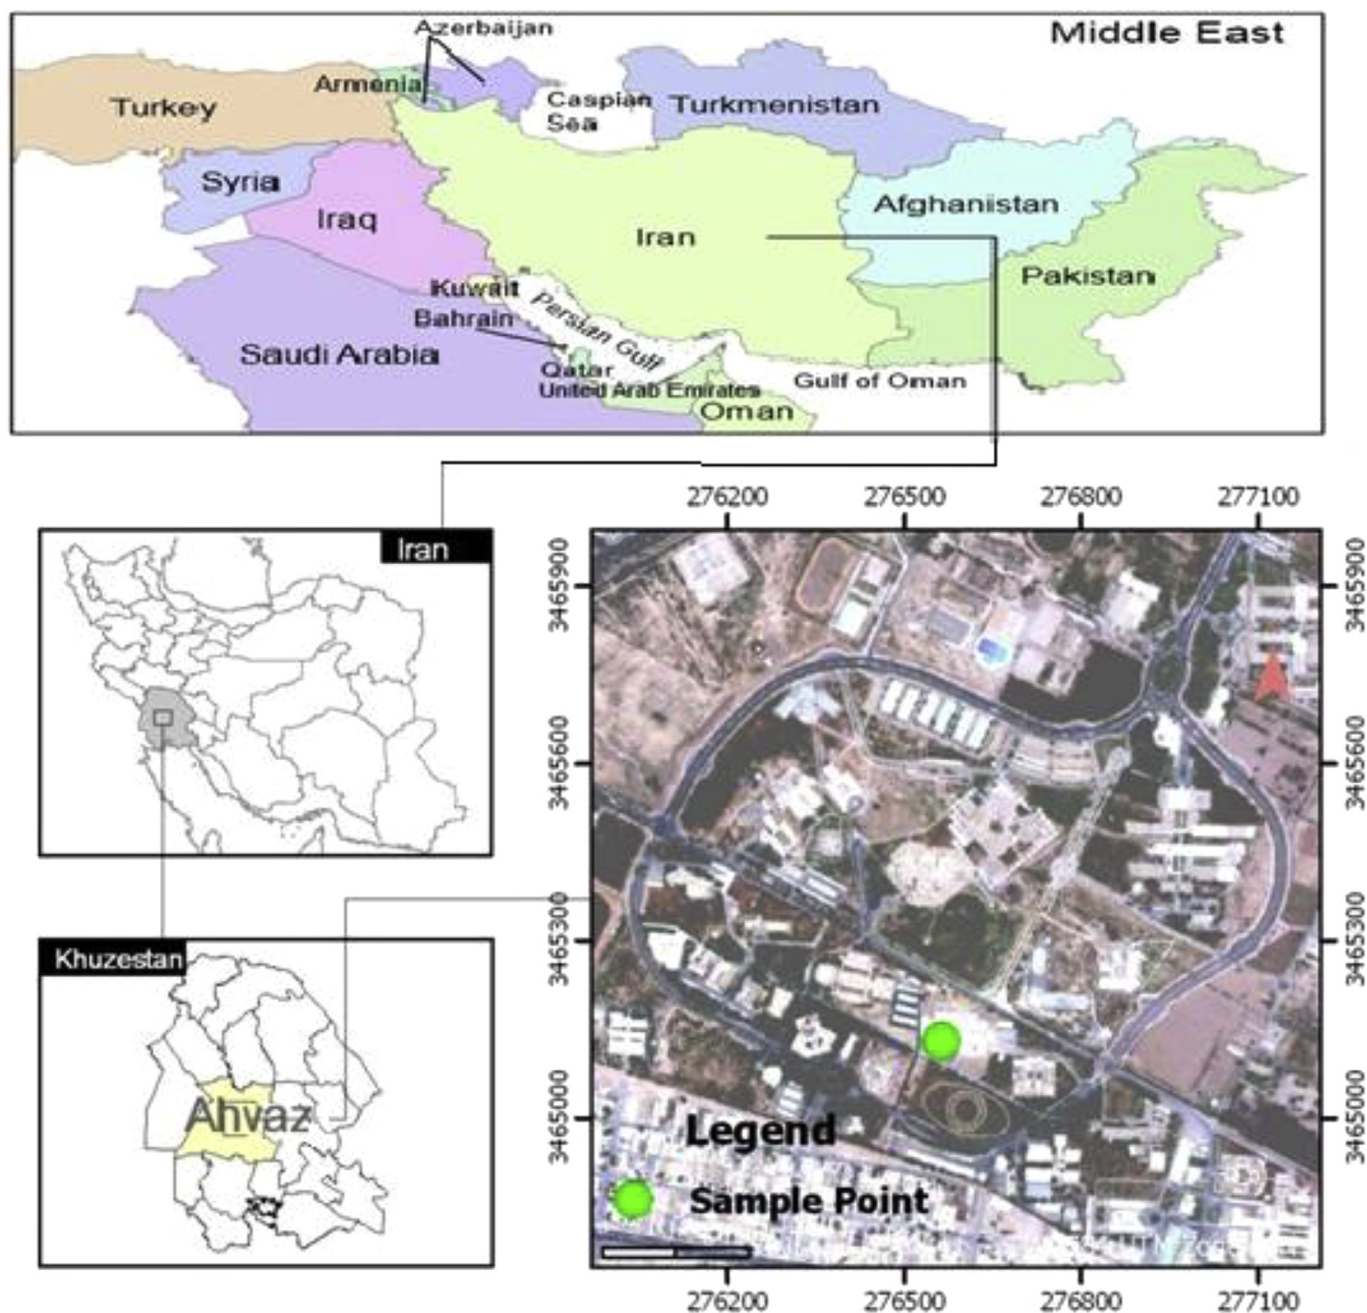 Middle East
Azerbaijan
Armenia
Turkey
Caspian
Sea
Turkmenistan
Syria
Iraq
Iran
Afghanistan
Pakistan
Kuwait
Bahrain
Persian Gulf
Saudi Arabia
Qatar
United Arab Emirates
Oman
Gulf of Oman
276200 276500 276800 277100
Iran
3465900 3465900
3465600 3465600
3465300 3465300
3465000 3465000
Khuzestan
Ahvaz
Legend
Sample Point
276200 276500 276800 277100